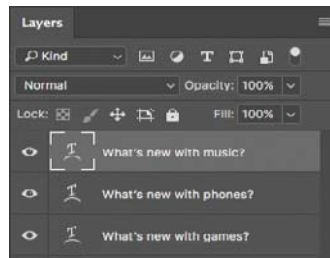 Layers
Kind
Normal Opacity: 100%
Lock: Fill: 100%
What's new with music?
What's new with phones?
What's new with games?